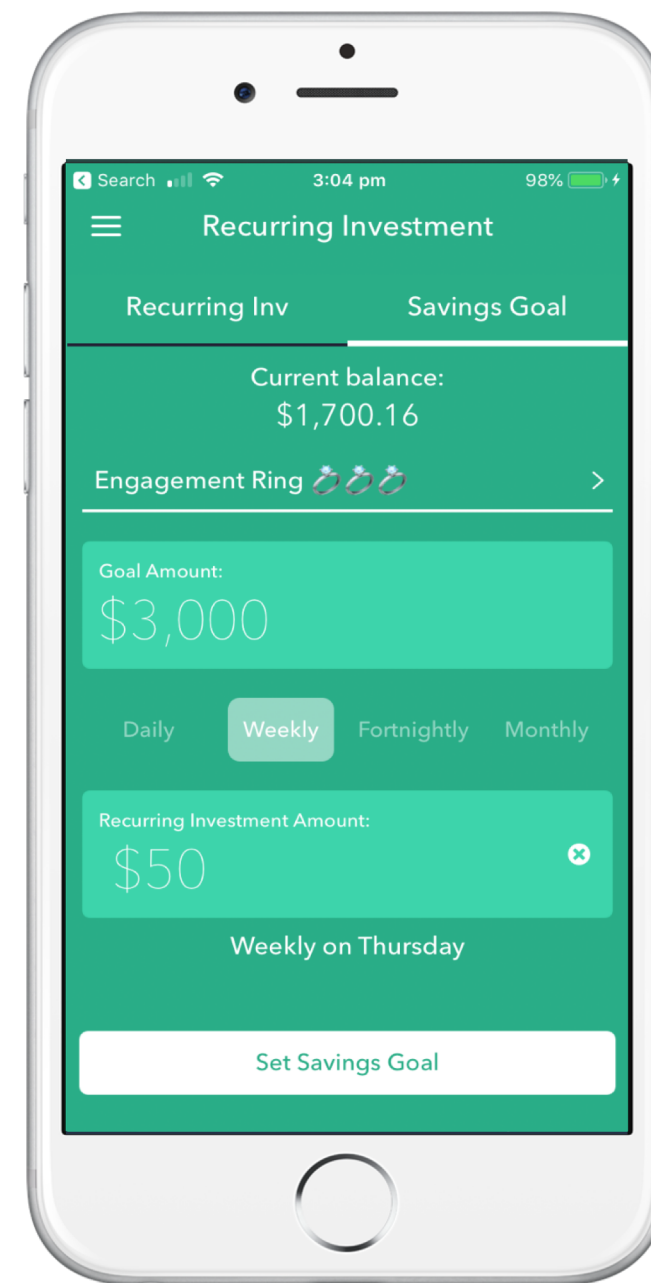 Search 3:04 pm 98%
Recurring Investment
Recurring Inv Savings Goal
Current balance:
$1,700.16
Engagement Ring 💍💍💍 >
Goal Amount:
$3,000
Daily Weekly Fortnightly Monthly
Recurring Investment Amount:
$50
Weekly on Thursday
Set Savings Goal